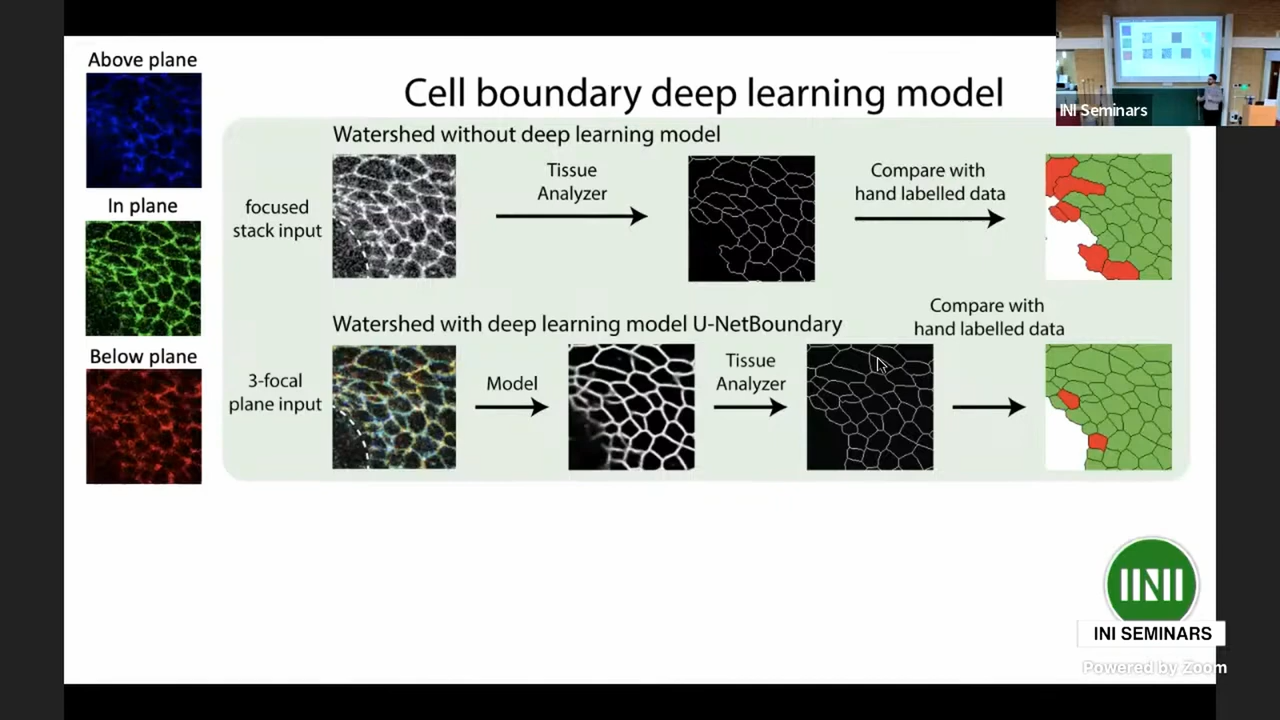 Above plane
In plane
Below plane
Cell boundary deep learning model
Watershed without deep learning model
focused
stack input
Tissue
Analyzer
Compare with
hand labelled data
Watershed with deep learning model U-NetBoundary
3-focal
plane input
Model
Tissue
Analyzer
Compare with
hand labelled data
INI Seminars
INI
INI SEMINARS
Powered by Zoom